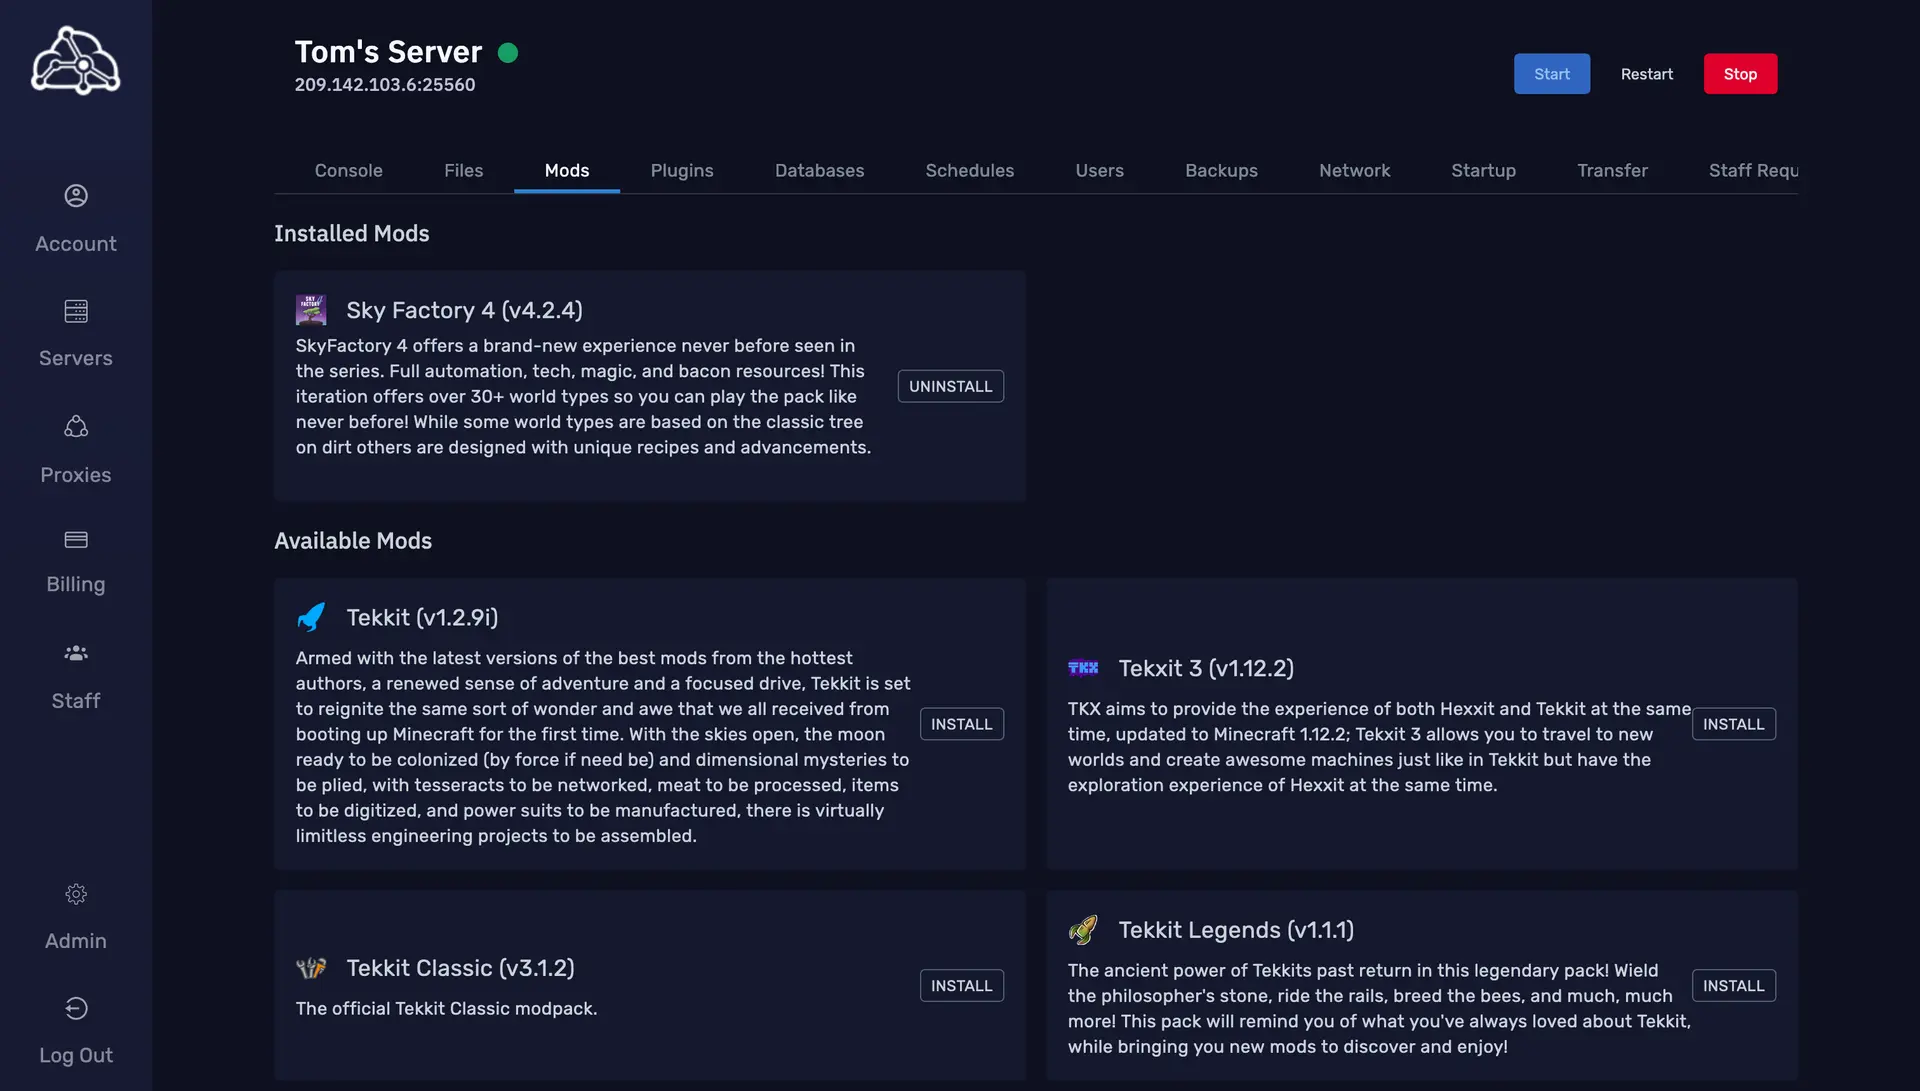 Tom's Server
209.142.103.6:25560
Start
Restart
Stop
Account
Servers
Proxies
Billing
Staff
Admin
Log Out
Console
Files
Mods
Plugins
Databases
Schedules
Users
Backups
Network
Startup
Transfer
Staff Requ
Installed Mods
SKY
FACTORY
Sky Factory 4 (v4.2.4)
SkyFactory 4 offers a brand-new experience never before seen in
the series. Full automation, tech, magic, and bacon resources! This
iteration offers over 30+ world types so you can play the pack like
never before! While some world types are based on the classic tree
on dirt others are designed with unique recipes and advancements.
UNINSTALL
Available Mods
Tekkit (v1.2.9i)
Armed with the latest versions of the best mods from the hottest
authors, a renewed sense of adventure and a focused drive, Tekkit is set
to reignite the same sort of wonder and awe that we all received from
booting up Minecraft for the first time. With the skies open, the moon
ready to be colonized (by force if need be) and dimensional mysteries to
be plied, with tesseracts to be networked, meat to be processed, items
to be digitized, and power suits to be manufactured, there is virtually
limitless engineering projects to be assembled.
INSTALL
TKX
Tekxit 3 (v1.12.2)
TKX aims to provide the experience of both Hexxit and Tekkit at the same
time, updated to Minecraft 1.12.2; Tekxit 3 allows you to travel to new
worlds and create awesome machines just like in Tekkit but have the
exploration experience of Hexxit at the same time.
INSTALL
Tekkit Classic (v3.1.2)
The official Tekkit Classic modpack.
INSTALL
Tekkit Legends (v1.1.1)
The ancient power of Tekkits past return in this legendary pack! Wield
the philosopher's stone, ride the rails, breed the bees, and much, much
more! This pack will remind you of what you've always loved about Tekkit,
while bringing you new mods to discover and enjoy!
INSTALL